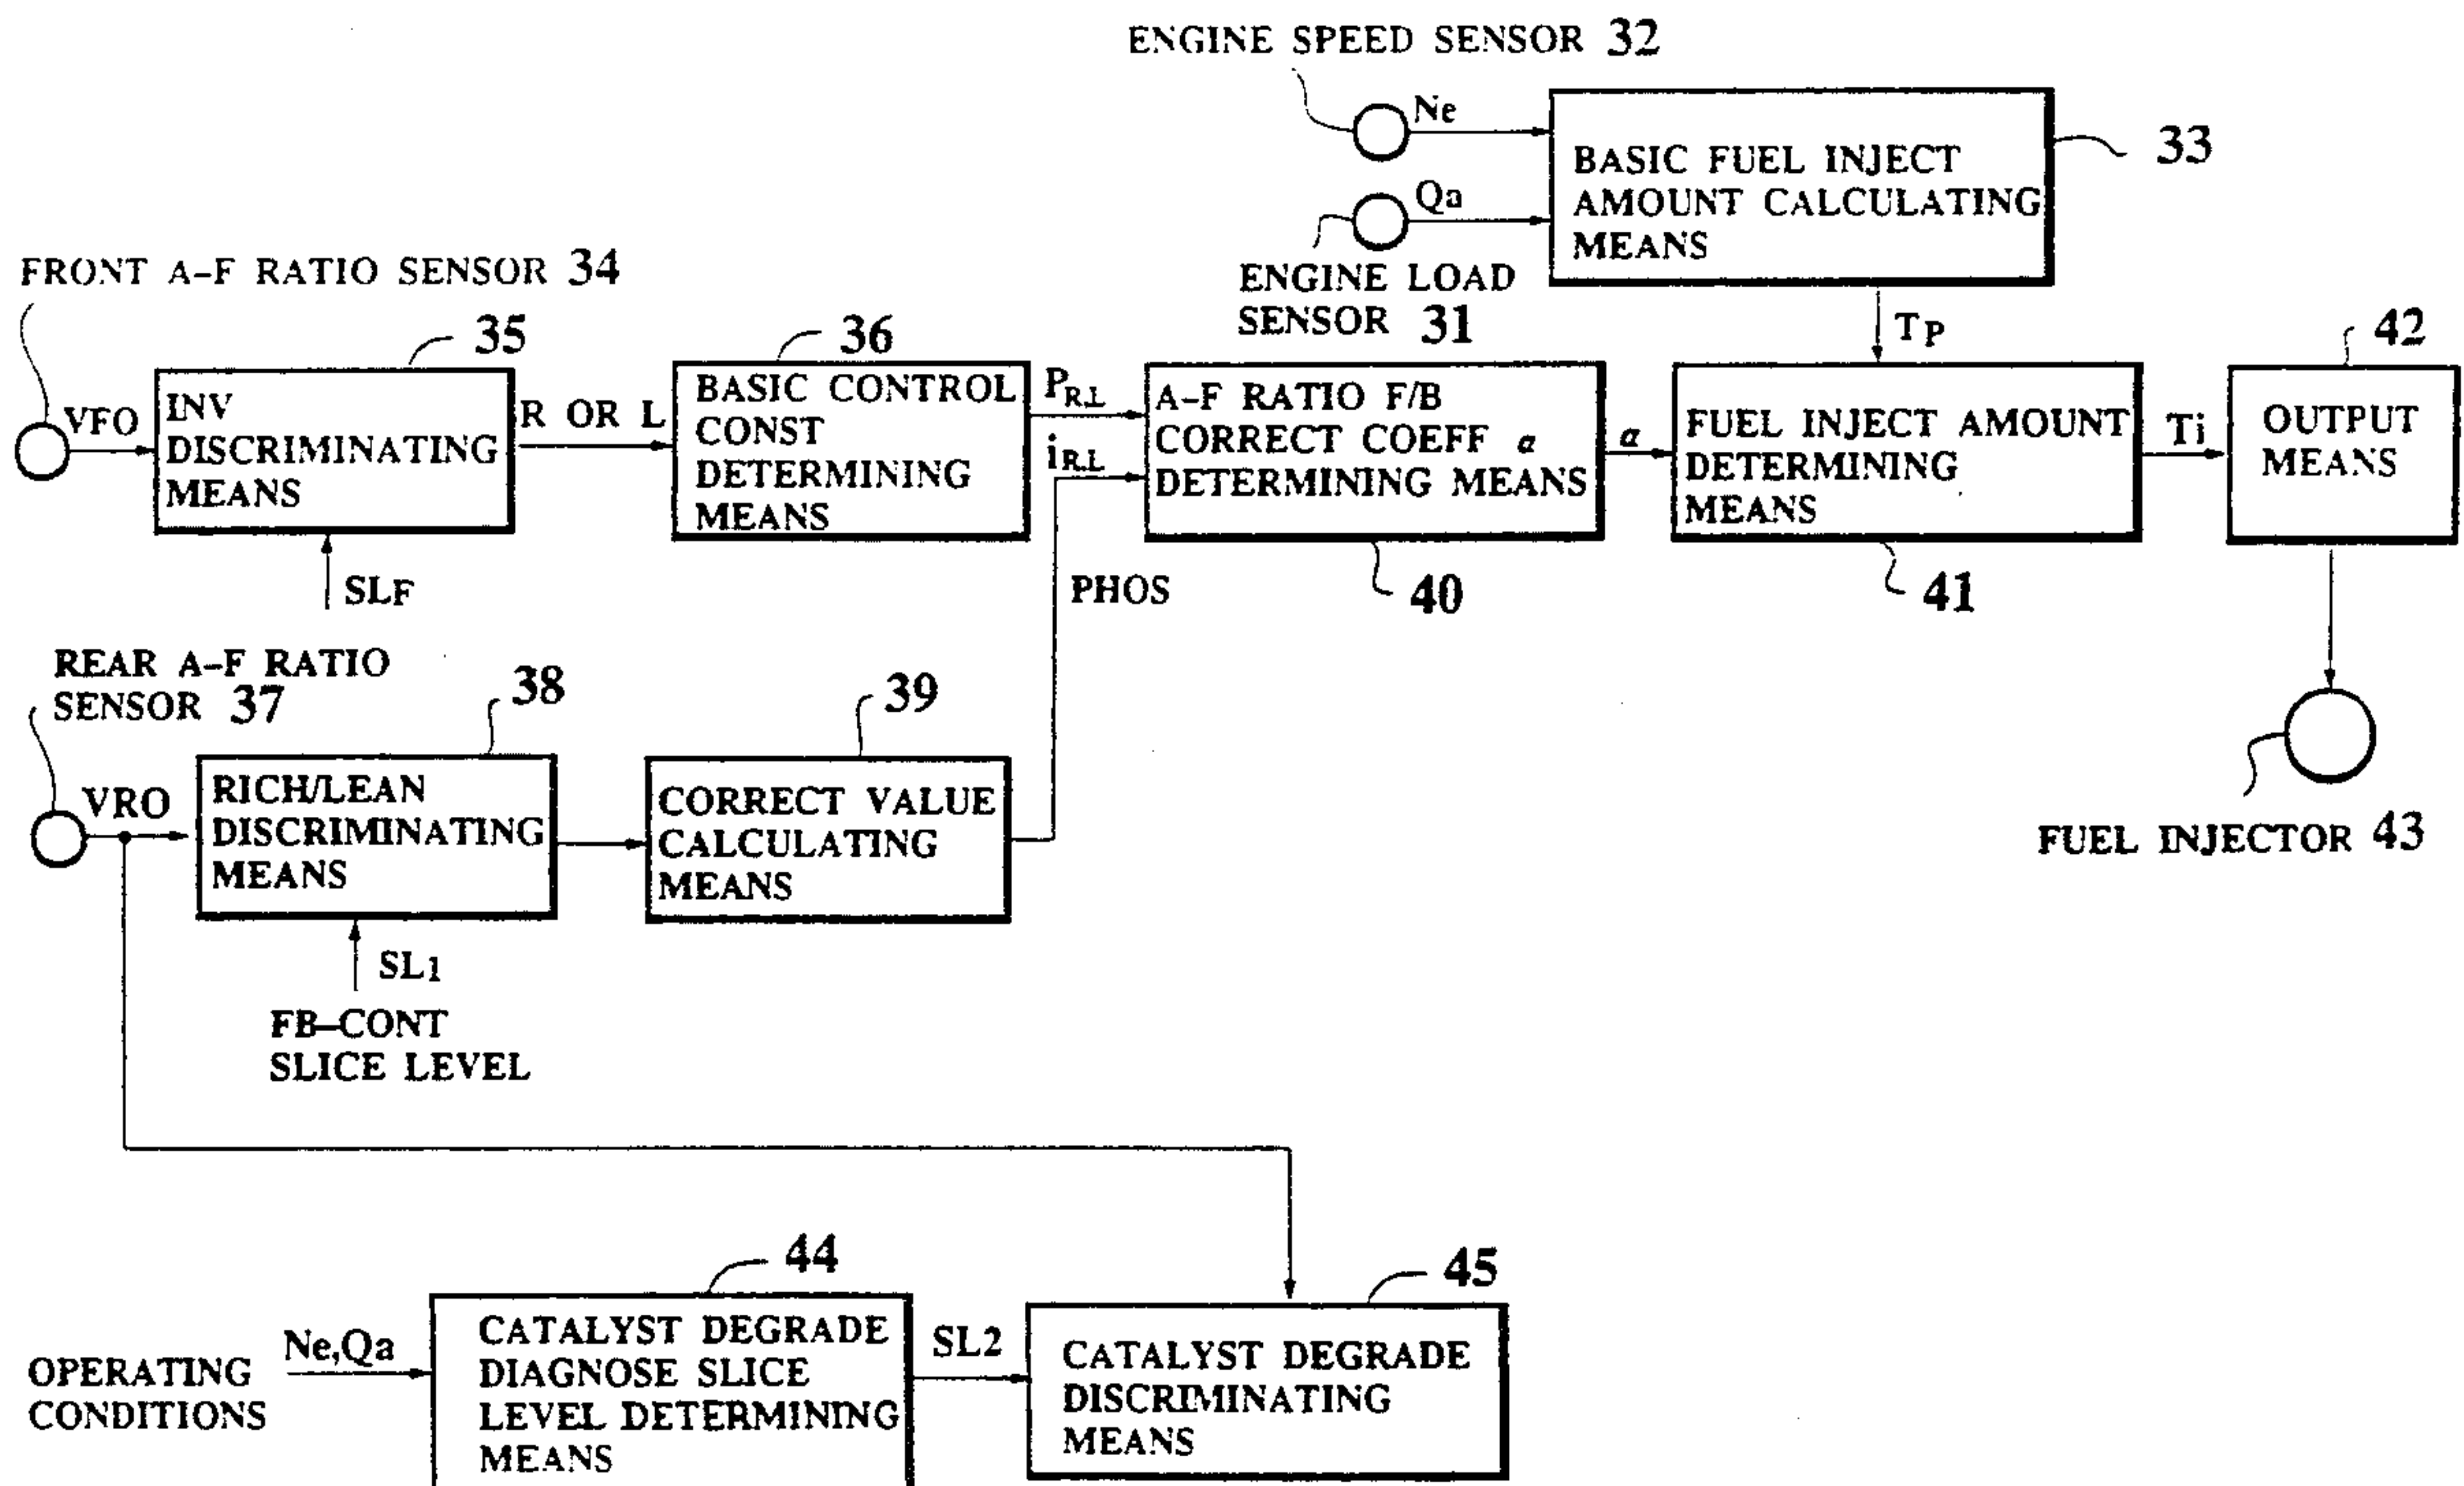 ENGINE SPEED SENSOR 32
Ne
BASIC FUEL INJECT
AMOUNT CALCULATING
MEANS
33
Qa
ENGINE LOAD
SENSOR 31
FRONT A-F RATIO SENSOR 34
VFO
35
INV
DISCRIMINATING
MEANS
SLF
R OR L
36
BASIC CONTROL
CONST
DETERMINING
MEANS
PR.L
iR.L
A-F RATIO F/B
CORRECT COEFF α
DETERMINING MEANS
40
α
TP
FUEL INJECT AMOUNT
DETERMINING
MEANS
41
Ti
42
OUTPUT
MEANS
PHOS
REAR A-F RATIO
SENSOR 37
VRO
38
RICH/LEAN
DISCRIMINATING
MEANS
SL1
FB-CONT
SLICE LEVEL
39
CORRECT VALUE
CALCULATING
MEANS
FUEL INJECTOR 43
OPERATING
CONDITIONS
Ne,Qa
44
CATALYST DEGRADE
DIAGNOSE SLICE
LEVEL DETERMINING
MEANS
SL2
45
CATALYST DEGRADE
DISCRIMINATING
MEANS